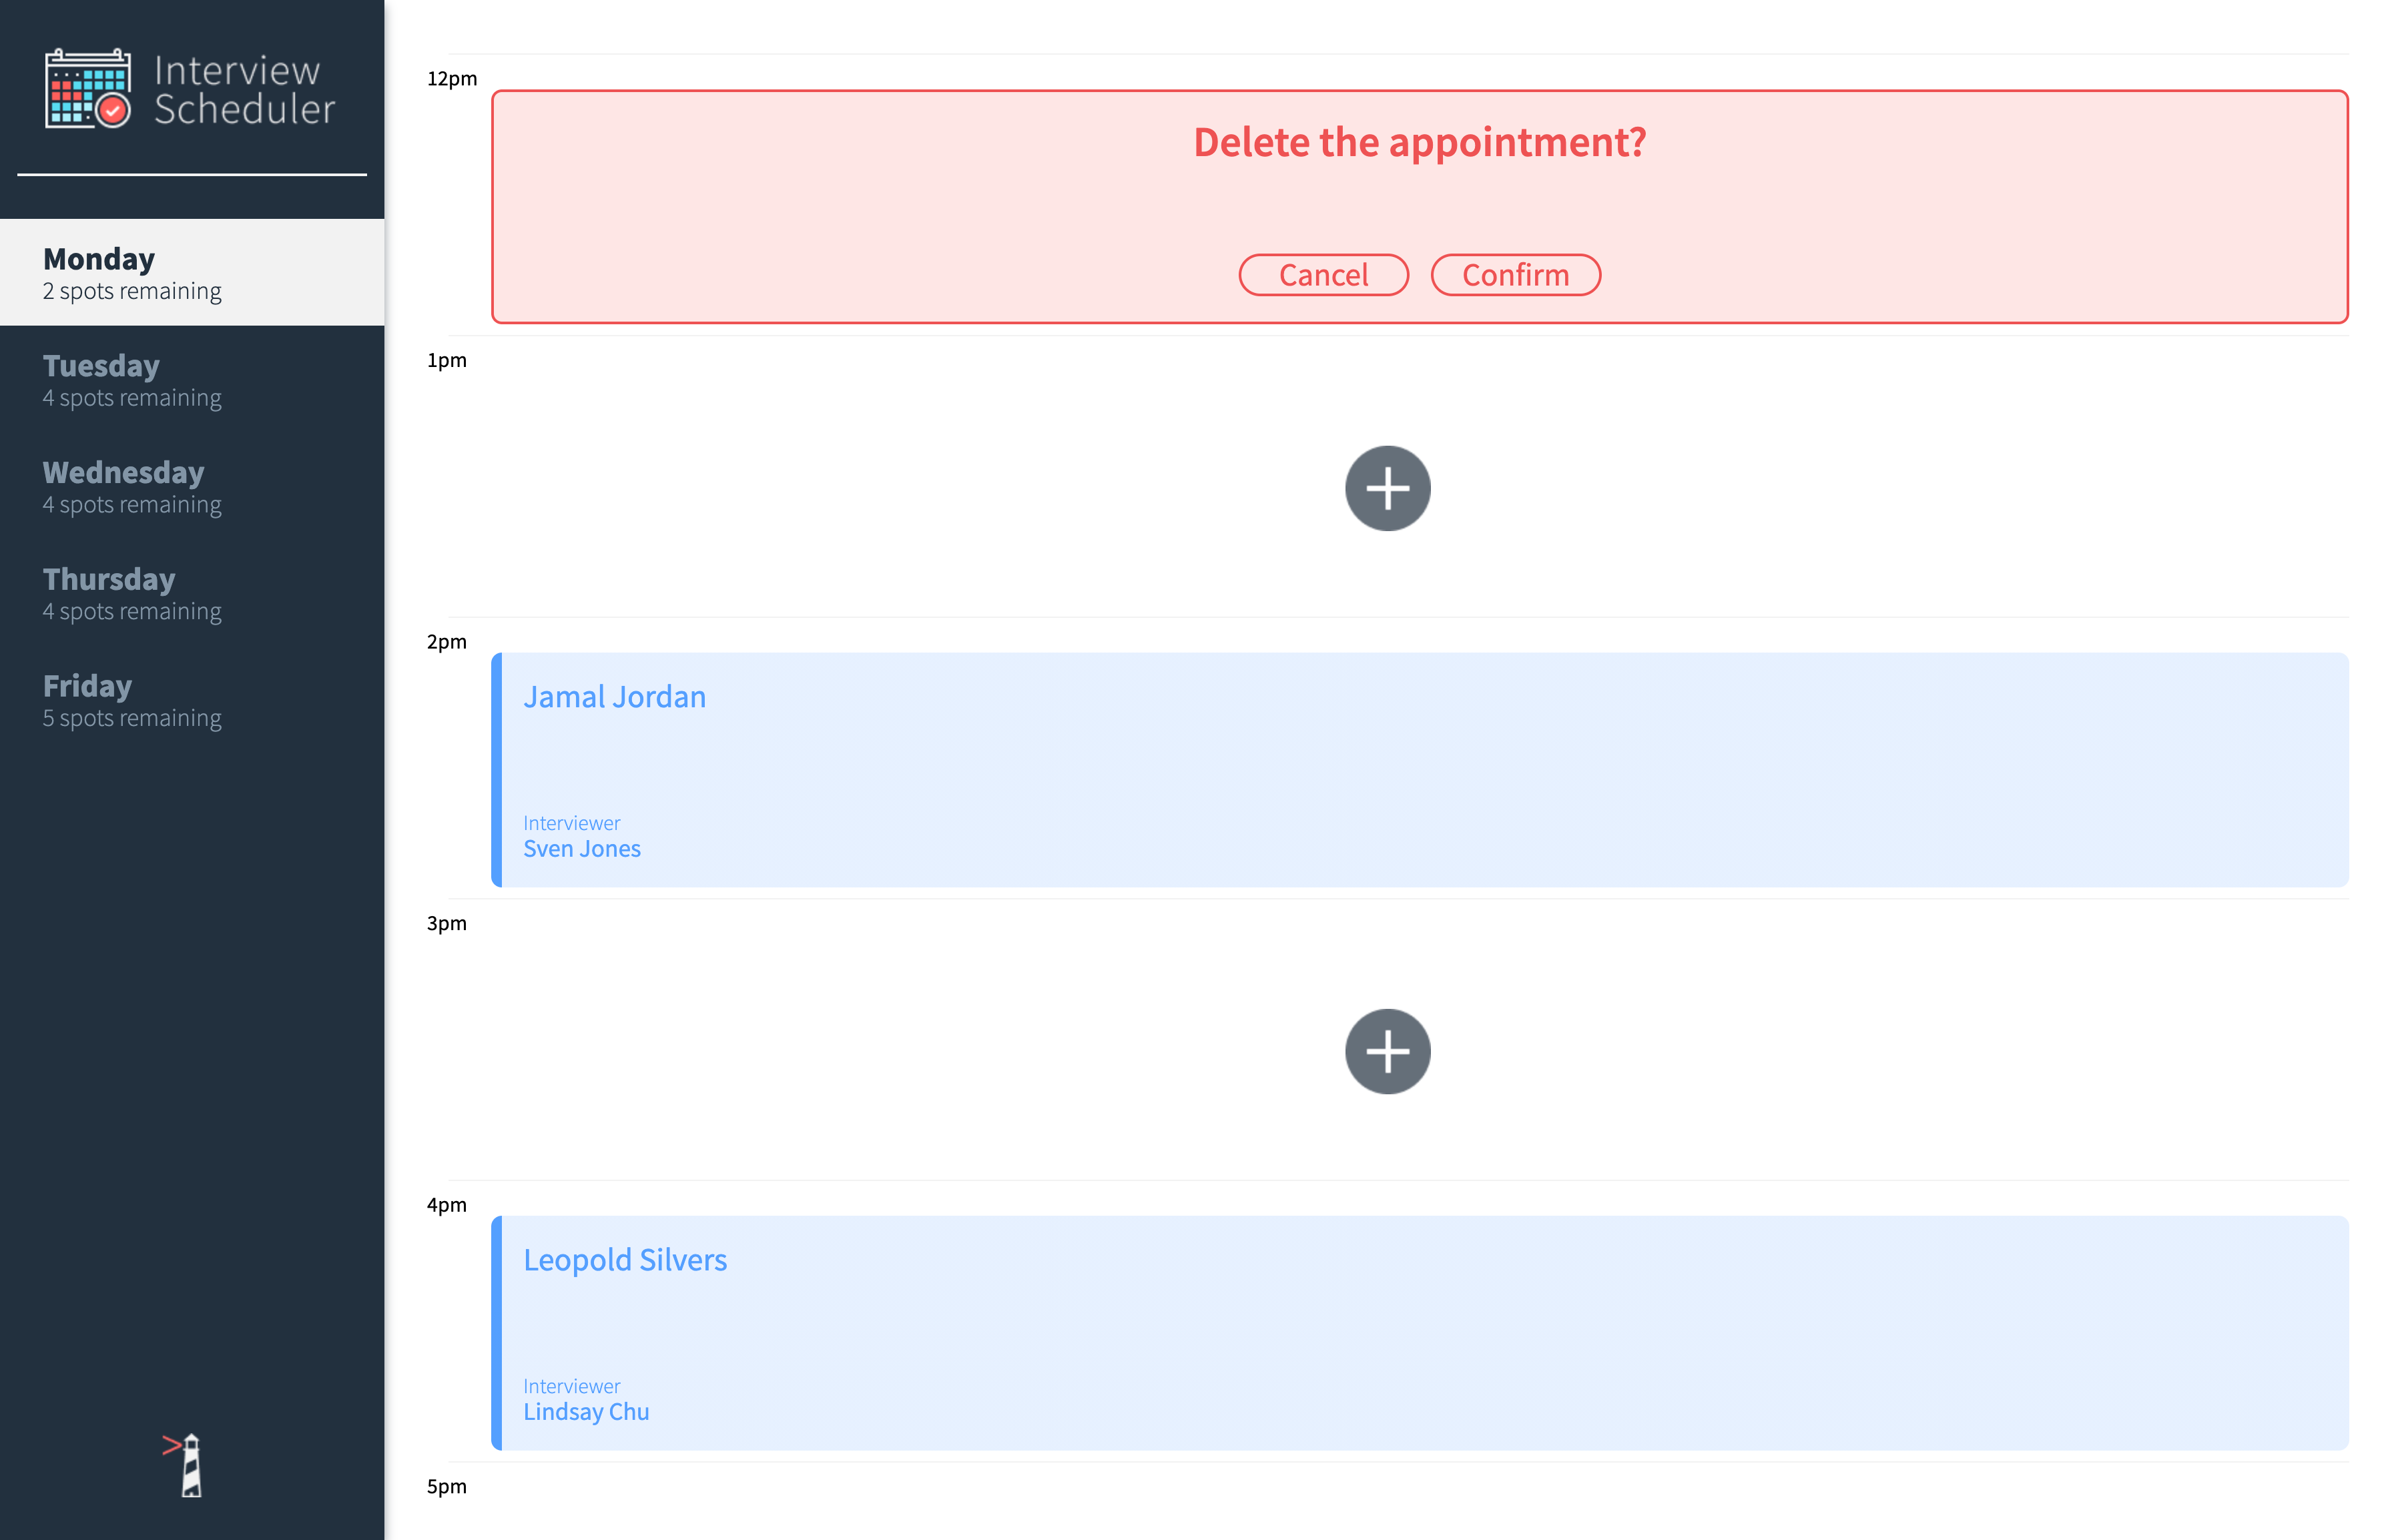 Interview
Scheduler
Monday
2 spots remaining
Tuesday
4 spots remaining
Wednesday
4 spots remaining
Thursday
4 spots remaining
Friday
5 spots remaining
12pm
Delete the appointment?
Cancel Confirm
1pm
2pm
Jamal Jordan
Interviewer
Sven Jones
3pm
4pm
Leopold Silvers
Interviewer
Lindsay Chu
5pm